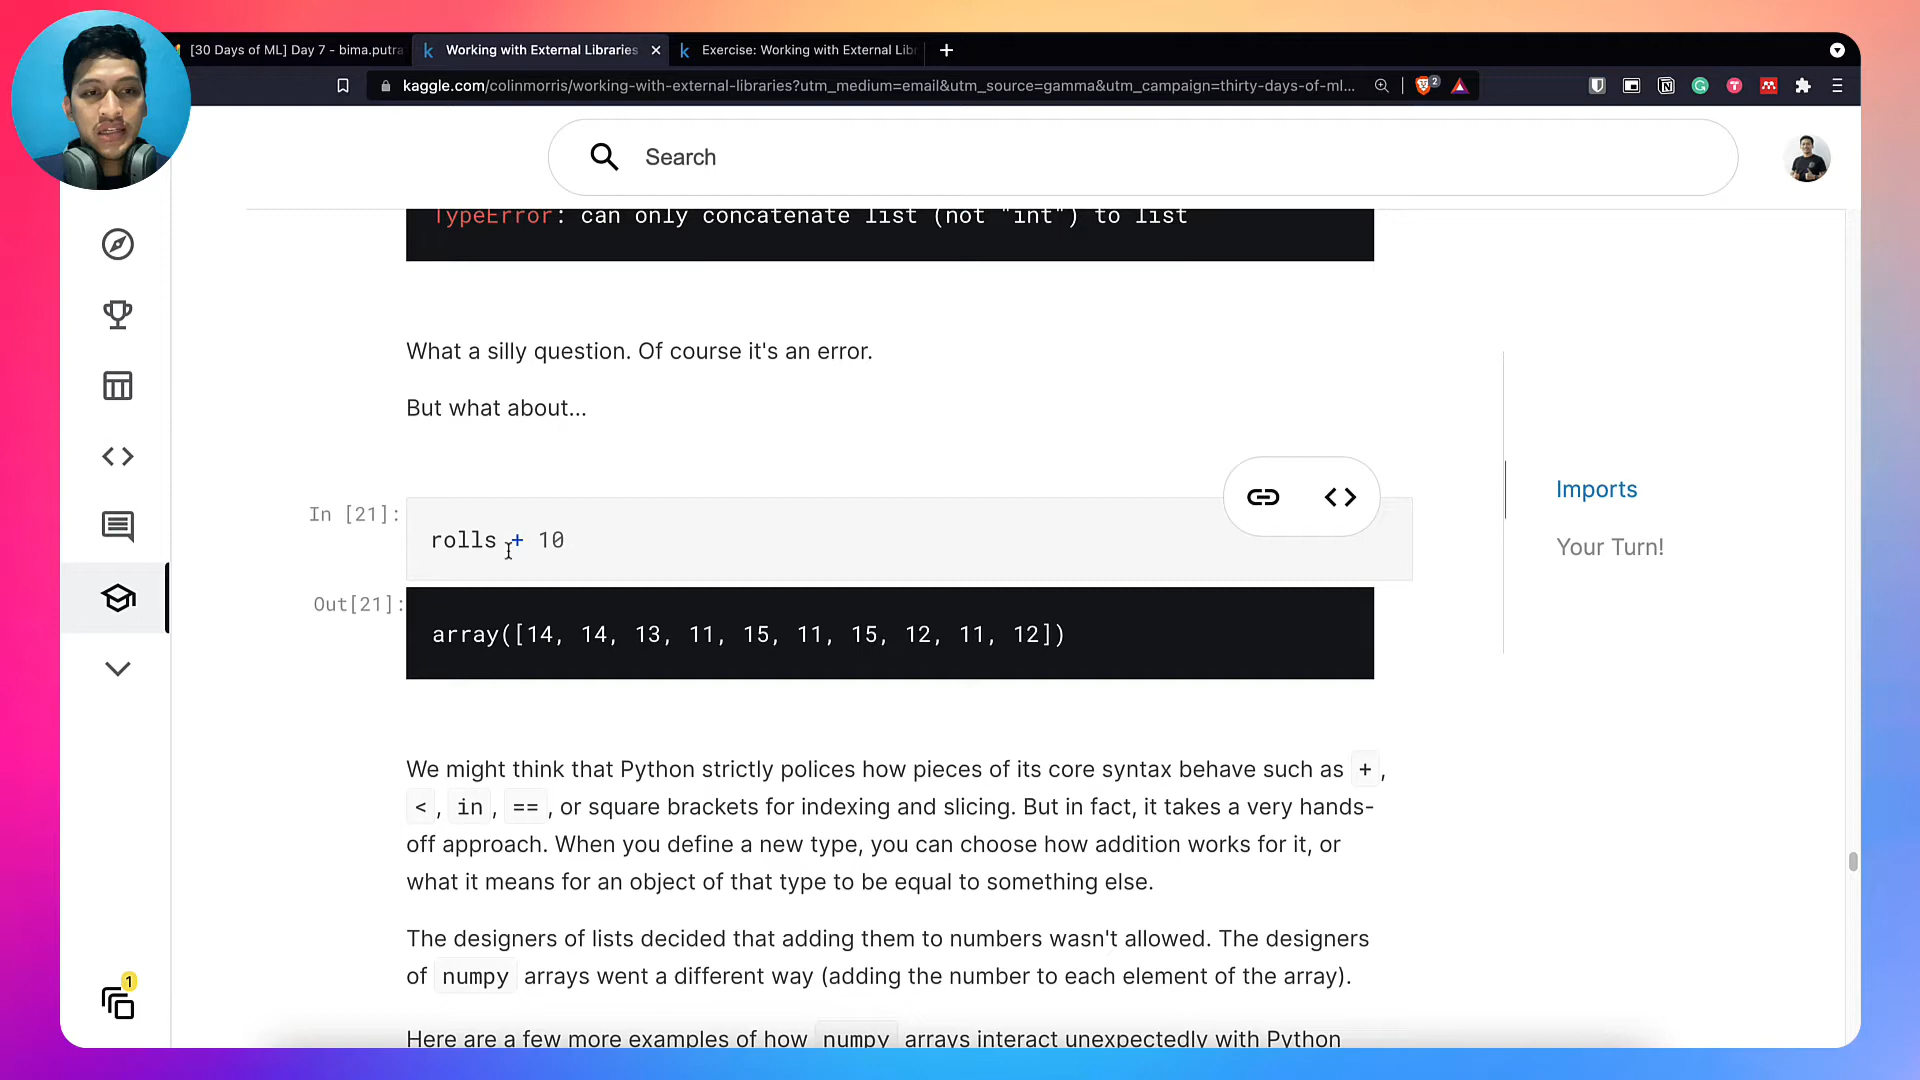 [30 Days of ML] Day 7 - bima.putra
Working with External Libraries
Exercise: Working with External Libr
kaggle.com/colinmorris/working-with-external-libraries?utm_medium=email&utm_source=gamma&utm_campaign=thirty-days-of-ml...
2
Search
TypeError: can only concatenate list (not "int") to list
What a silly question. Of course it's an error.
But what about...
In [21]:
rolls + 10
Imports
Your Turn!
Out[21]:
array([14, 14, 13, 11, 15, 11, 15, 12, 11, 12])
We might think that Python strictly polices how pieces of its core syntax behave such as +,
<, in, ==, or square brackets for indexing and slicing. But in fact, it takes a very hands-
off approach. When you define a new type, you can choose how addition works for it, or
what it means for an object of that type to be equal to something else.
The designers of lists decided that adding them to numbers wasn't allowed. The designers
of numpy arrays went a different way (adding the number to each element of the array).
1
Here are a few more examples of how numpy arrays interact unexpectedly with Python